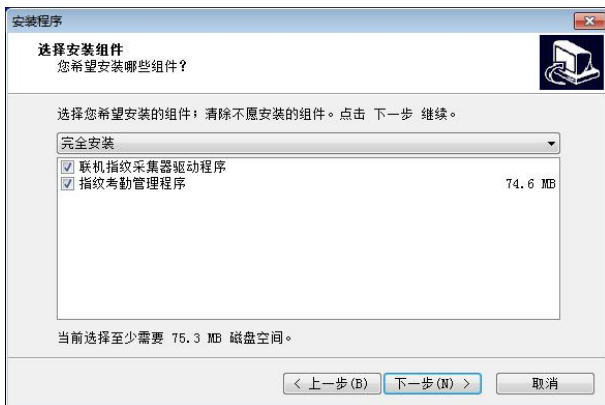 安装程序
选择安装组件
您希望安装哪些组件？
选择您希望安装的组件；清除不愿安装的组件。点击 下一步 继续。
完全安装
联机指纹采集器驱动程序
指纹考勤管理程序 74.6 MB
当前选择至少需要 75.3 MB 磁盘空间。
< 上一步(B) 下一步(N) > 取消